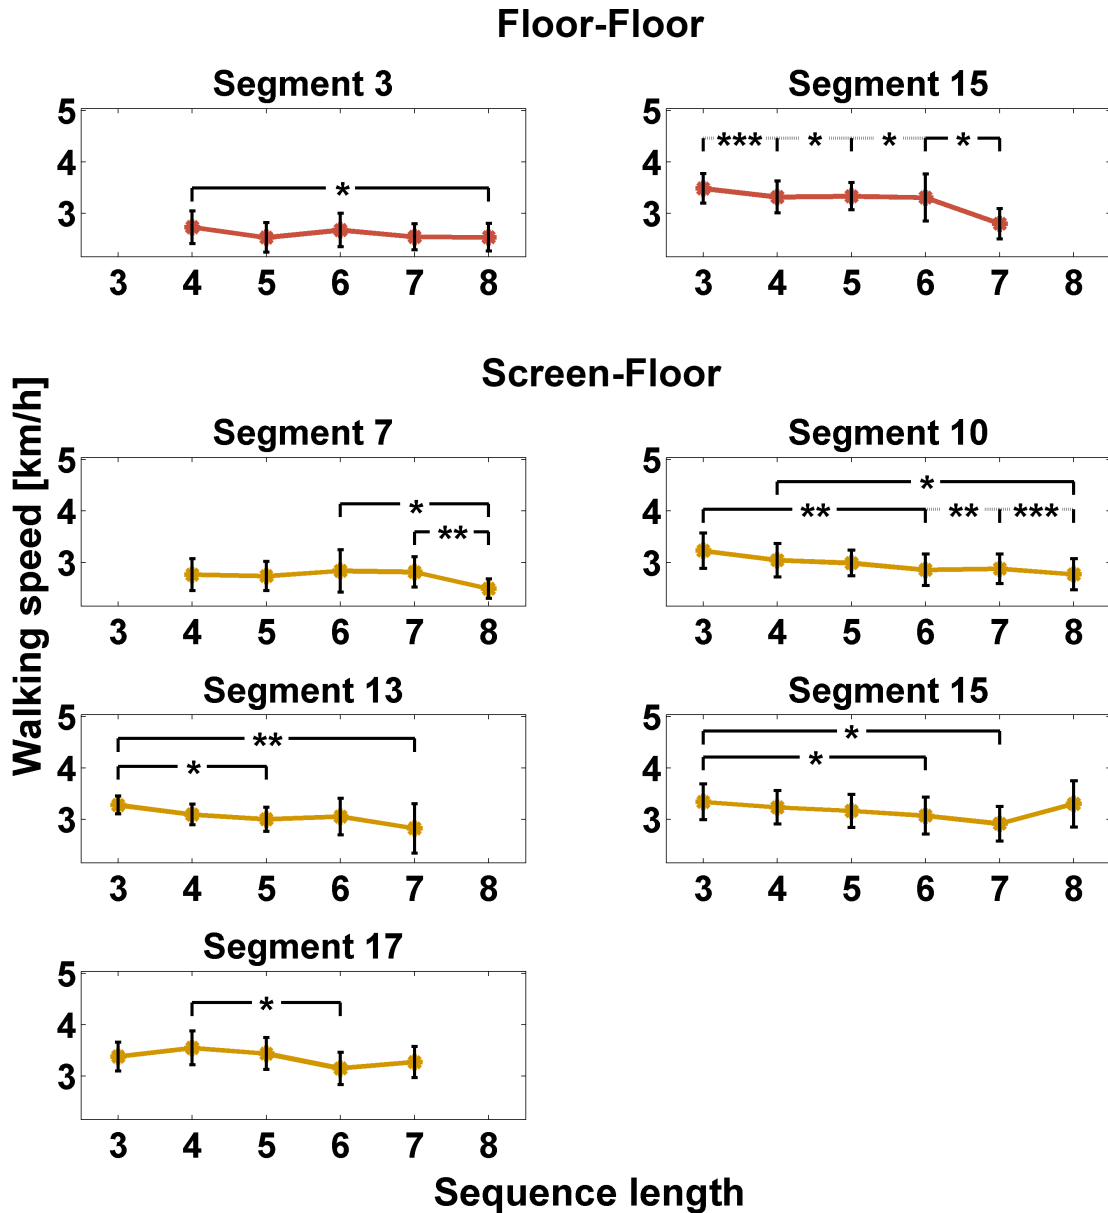 Floor-Floor
Segment 3
5
4
3
*
3 4 5 6 7 8
Segment 15
5
4
3
*** * * *
3 4 5 6 7 8
Walking speed [km/h]
Screen-Floor
Segment 7
5
4
3
*
**
3 4 5 6 7 8
Segment 10
5
4
3
*
** ** ***
3 4 5 6 7 8
Segment 13
5
4
3
**
*
3 4 5 6 7 8
Segment 15
5
4
3
*
*
3 4 5 6 7 8
Segment 17
5
4
3
*
3 4 5 6 7 8
Sequence length